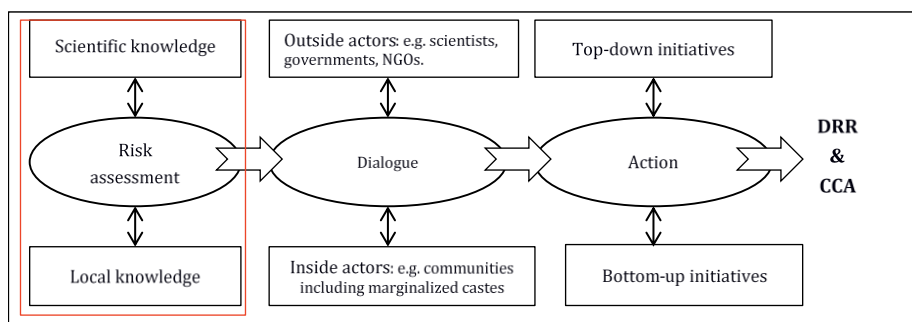 Scientific knowledge
Risk
assessment
Local knowledge
Outside actors: e.g. scientists,
governments, NGOs.
Dialogue
Inside actors: e.g. communities
including marginalized castes
Top-down initiatives
Action
Bottom-up initiatives
DRR
&
CCA